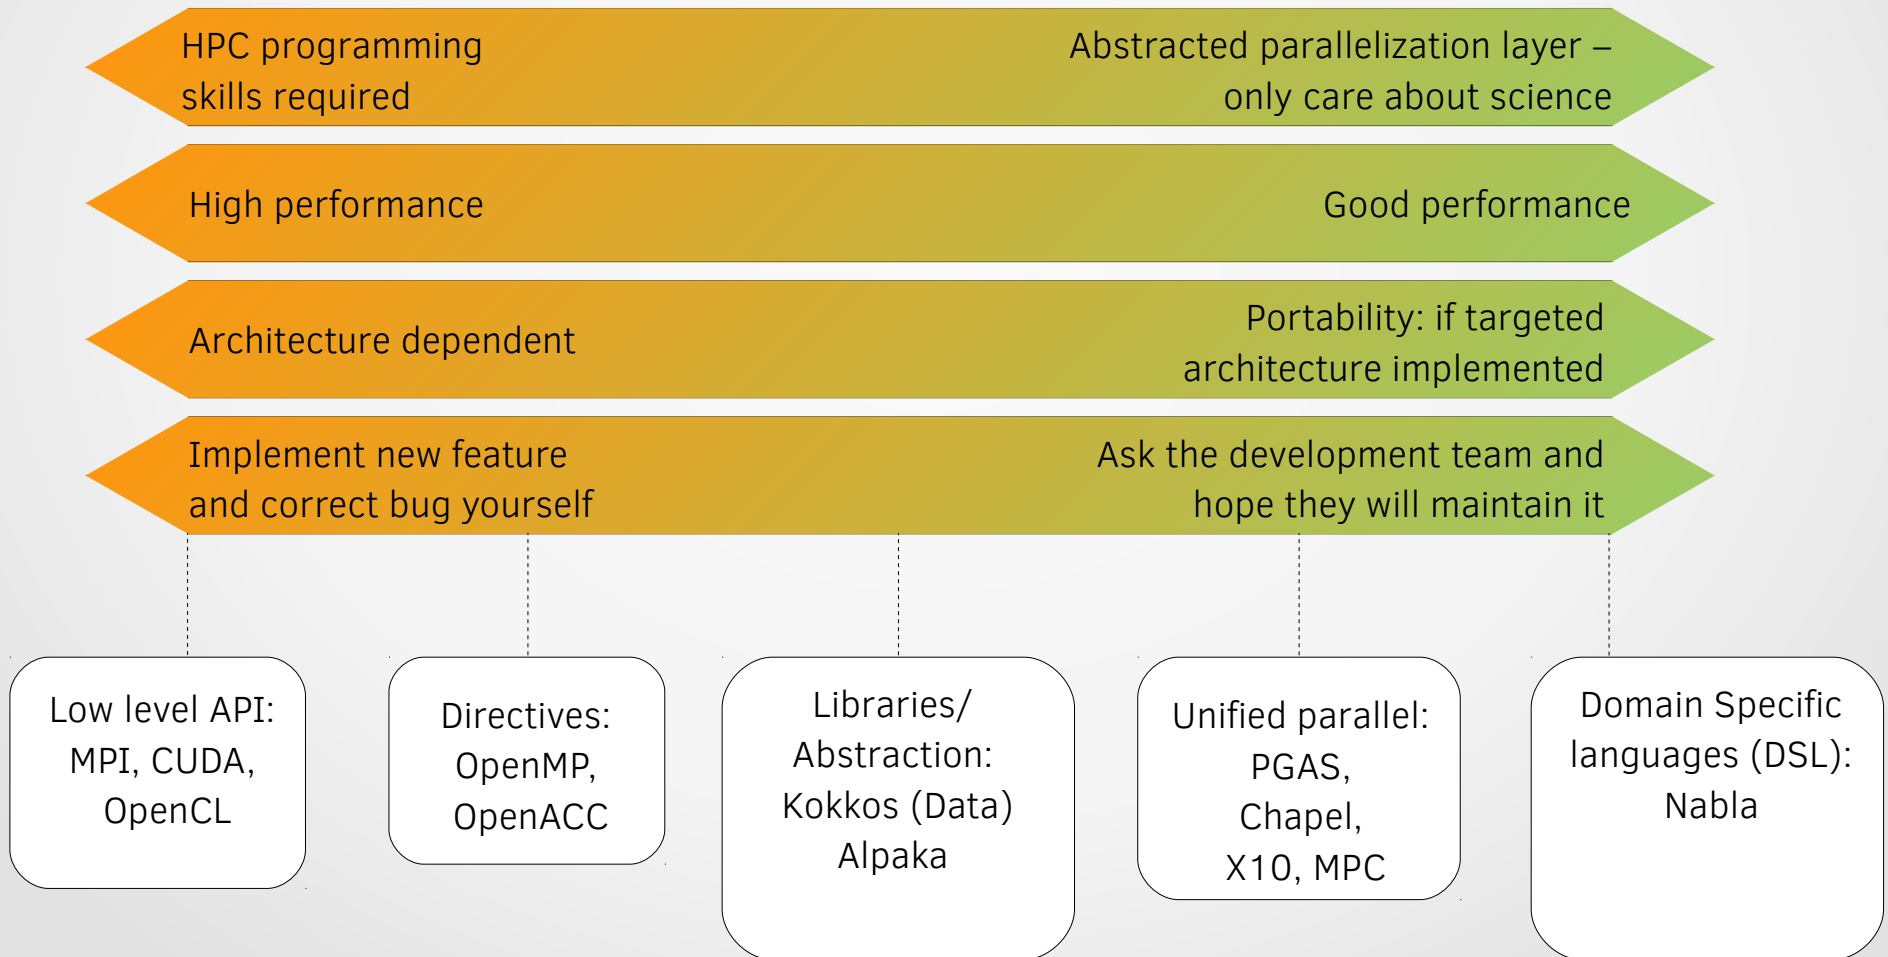 HPC programming
skills required
Abstracted parallelization layer –
only care about science
High performance
Good performance
Architecture dependent
Portability: if targeted
architecture implemented
Implement new feature
and correct bug yourself
Ask the development team and
hope they will maintain it
Low level API:
MPI, CUDA,
OpenCL
Directives:
OpenMP,
OpenACC
Libraries/
Abstraction:
Kokkos (Data)
Alpaka
Unified parallel:
PGAS,
Chapel,
X10, MPC
Domain Specific
languages (DSL):
Nabla